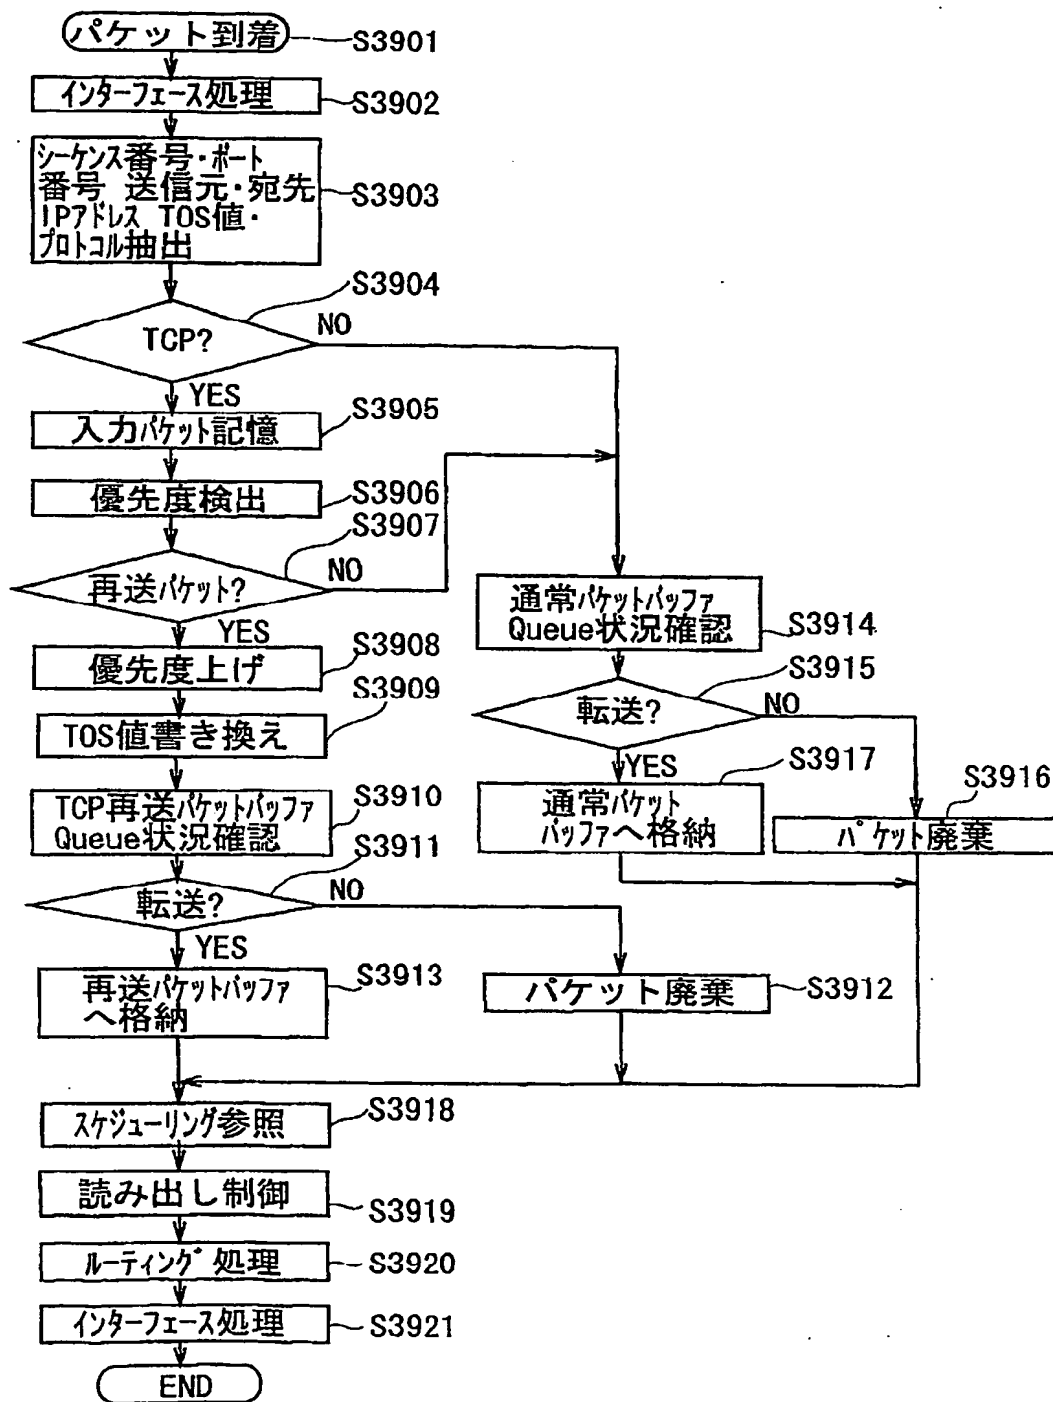 パケット到着
S3901
インターフェース処理
S3902
シーケンス番号・ポート
番号 送信元・宛先
IPアドレス TOS値・
プロトコル抽出
S3903
S3904
TCP?
NO
YES
S3905
入力パケット記憶
優先度検出
S3906
S3907
再送パケット?
NO
YES
優先度上げ
S3908
S3909
TOS値書き換え
TCP再送パケットバッファ
Queue状況確認
S3910
S3911
転送?
NO
YES
再送パケットバッファ
へ格納
S3913
パケット廃棄
S3912
通常パケットバッファ
Queue状況確認
S3914
S3915
転送?
NO
YES
S3917
通常パケット
バッファへ格納
S3916
パケット廃棄
スケジューリング参照
S3918
読み出し制御
S3919
ルーティング処理
S3920
インターフェース処理
S3921
END